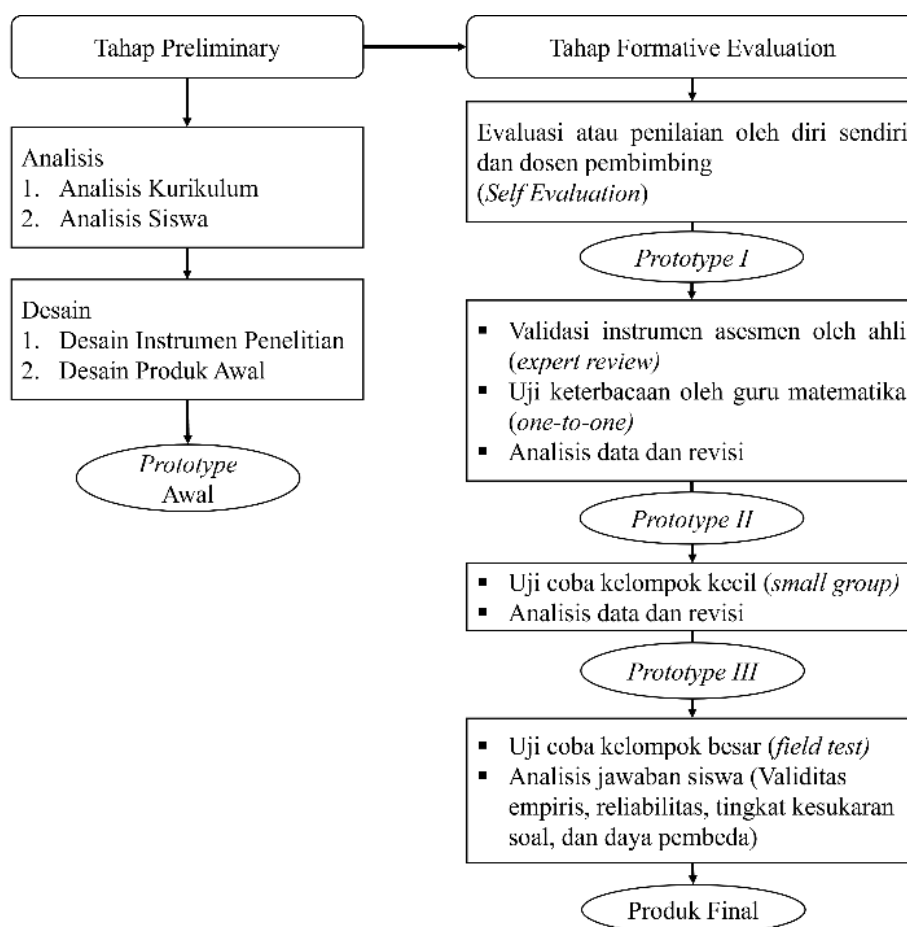 Tahap Preliminary
Analisis
1. Analisis Kurikulum
2. Analisis Siswa
Desain
1. Desain Instrumen Penelitian
2. Desain Produk Awal
Prototype
Awal
Tahap Formative Evaluation
Evaluasi atau penilaian oleh diri sendiri
dan dosen pembimbing
(Self Evaluation)
Prototype I
▪ Validasi instrumen asesmen oleh ahli
(expert review)
▪ Uji keterbacaan oleh guru matematika
(one-to-one)
▪ Analisis data dan revisi
Prototype II
▪ Uji coba kelompok kecil (small group)
▪ Analisis data dan revisi
Prototype III
▪ Uji coba kelompok besar (field test)
▪ Analisis jawaban siswa (Validitas
empiris, reliabilitas, tingkat kesukaran
soal, dan daya pembeda)
Produk Final